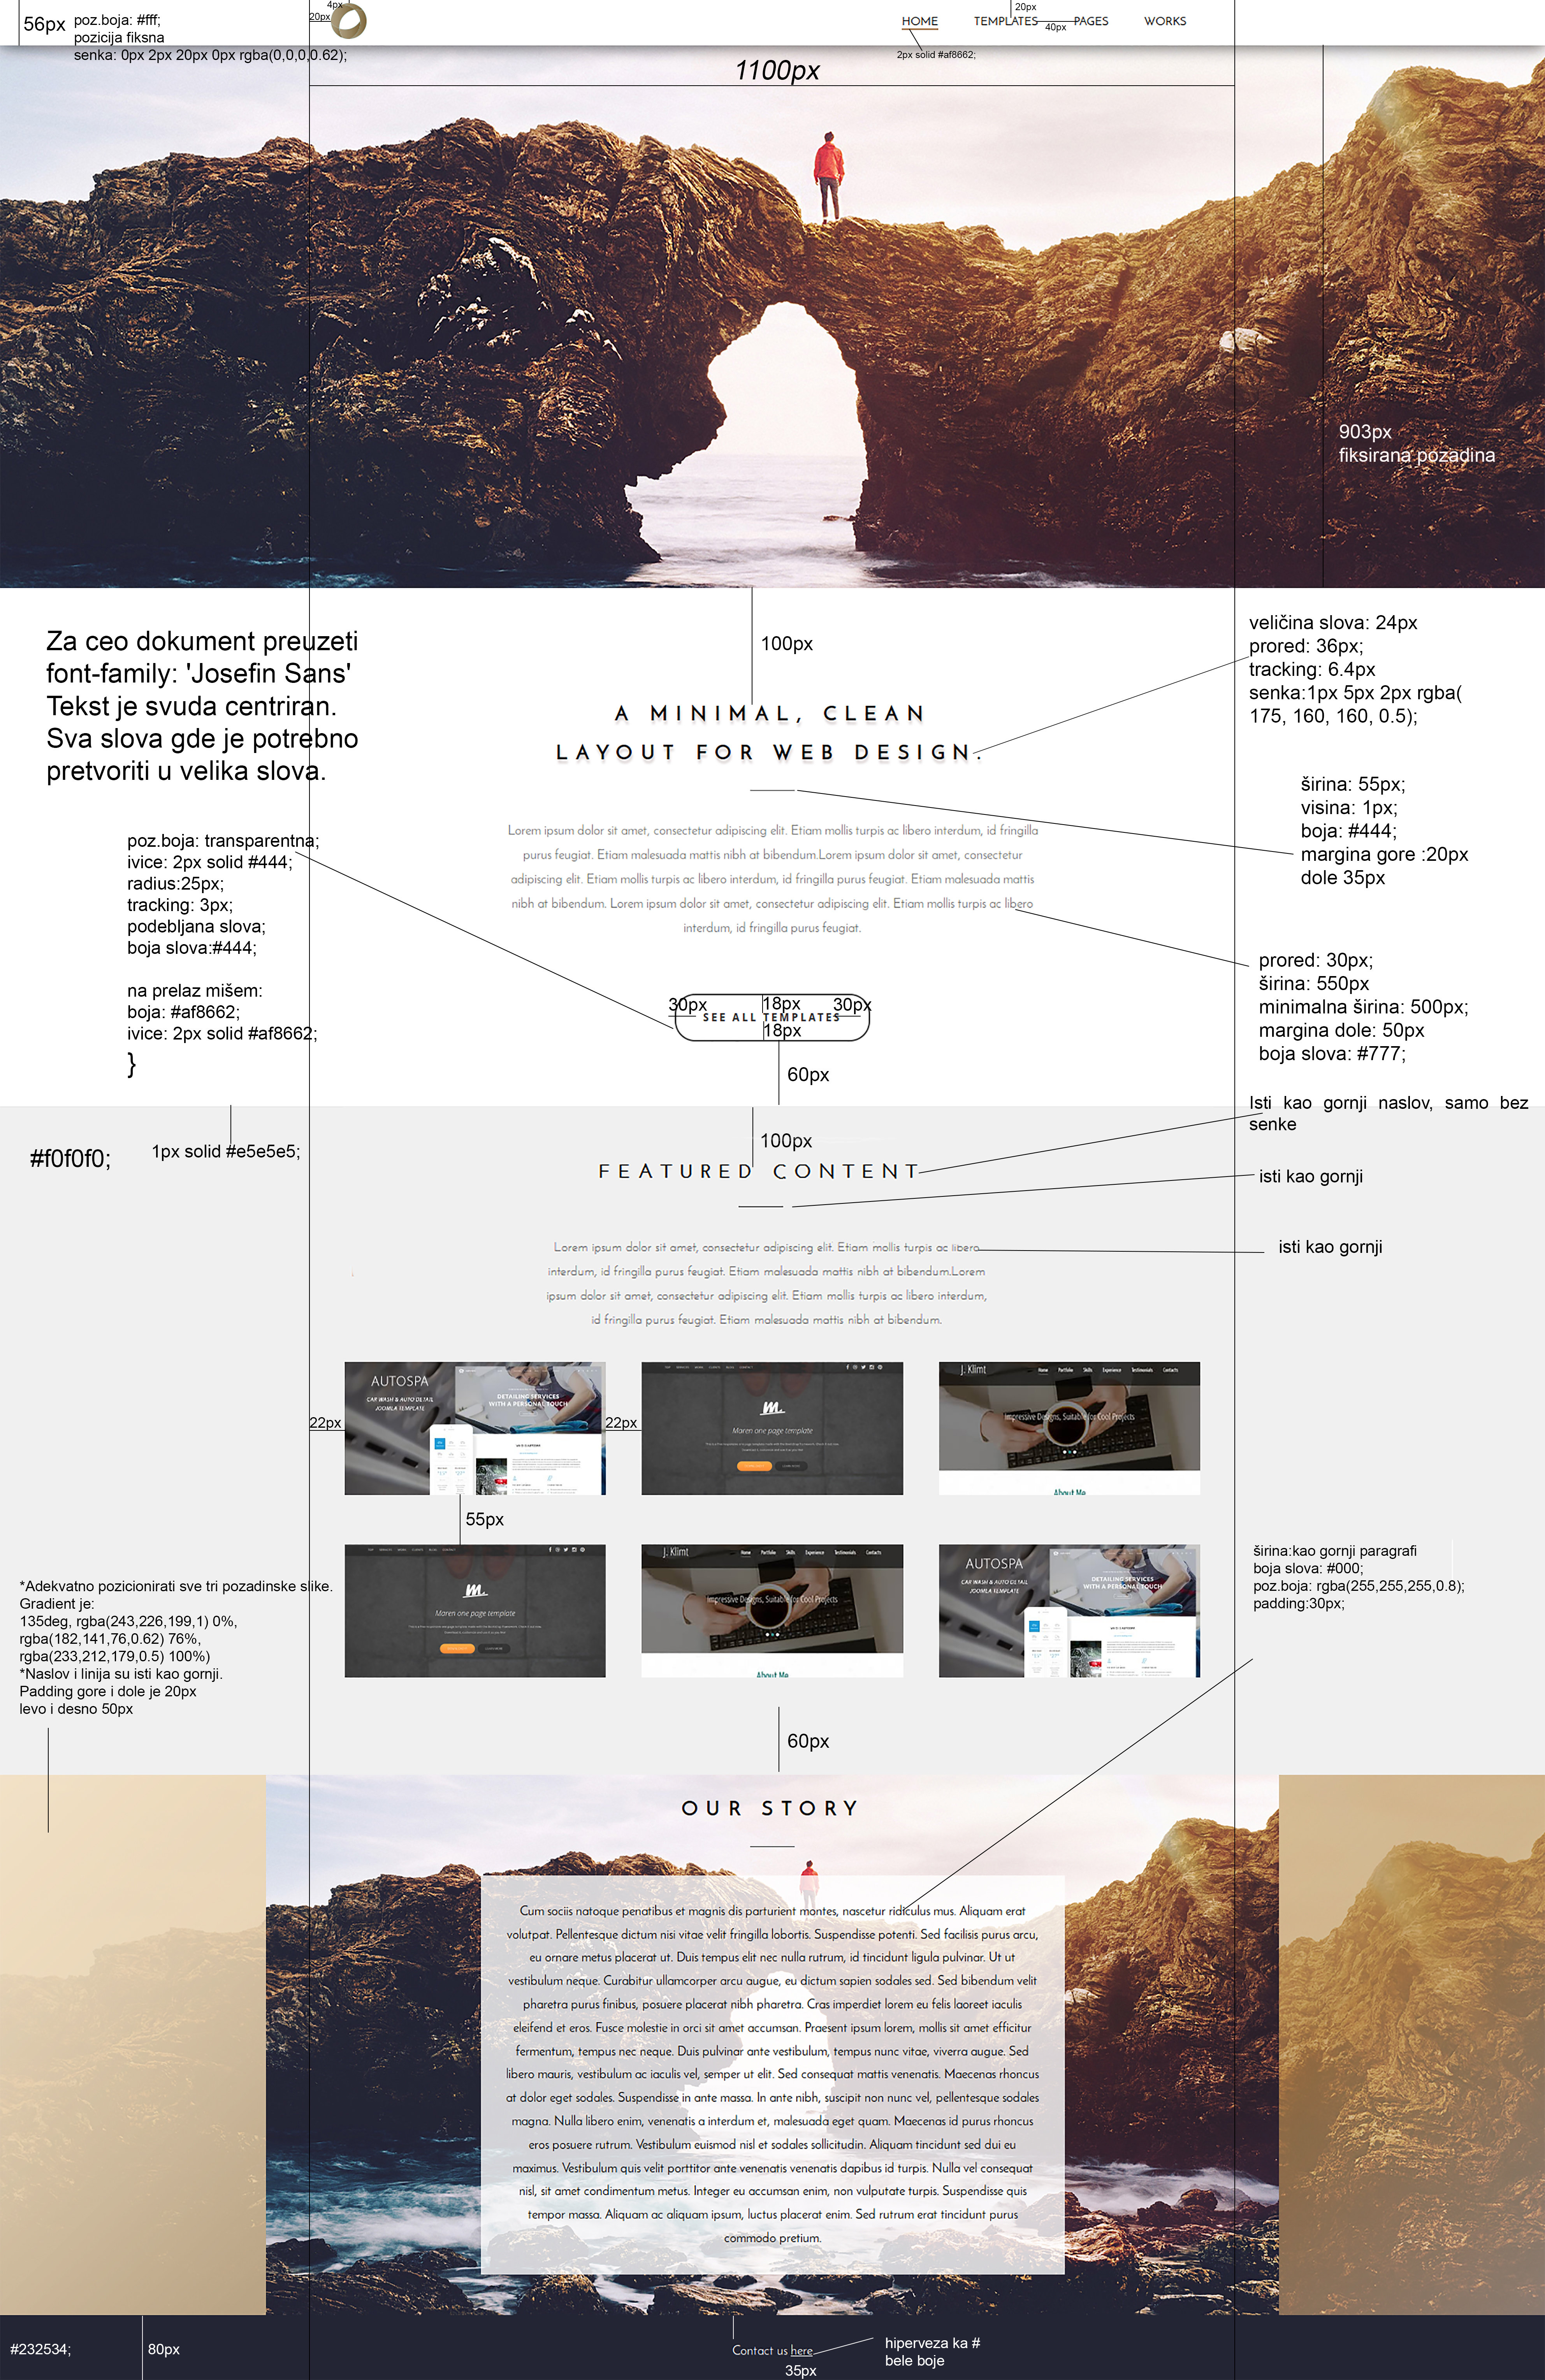 56px
poz.boja: #fff;
pozicija fiksna
senka: 0px 2px 20px 0px rgba(0,0,0,0.62);
4px
20px
HOME
TEMPLATES
PAGES
WORKS
20px
40px
2px solid #af8662;
1100px
903px
fiksirana pozadina
Za ceo dokument preuzeti
font-family: 'Josefin Sans'
Tekst je svuda centriran.
Sva slova gde je potrebno
pretvoriti u velika slova.
100px
A MINIMAL, CLEAN
LAYOUT FOR WEB DESIGN.
veličina slova: 24px
prored: 36px;
tracking: 6.4px
senka:1px 5px 2px rgba(
175, 160, 160, 0.5);
širina: 55px;
visina: 1px;
boja: #444;
margina gore :20px
dole 35px
Lorem ipsum dolor sit amet, consectetur adipiscing elit. Etiam mollis turpis ac libero interdum, id fringilla
purus feugiat. Etiam malesuada mattis nibh at bibendum.Lorem ipsum dolor sit amet, consectetur
adipiscing elit. Etiam mollis turpis ac libero interdum, id fringilla purus feugiat. Etiam malesuada mattis
nibh at bibendum. Lorem ipsum dolor sit amet, consectetur adipiscing elit. Etiam mollis turpis ac libero
interdum, id fringilla purus feugiat.
poz.boja: transparentna;
ivice: 2px solid #444;
radius:25px;
tracking: 3px;
podebljana slova;
boja slova:#444;
na prelaz mišem:
boja: #af8662;
ivice: 2px solid #af8662;
}
prored: 30px;
širina: 550px
minimalna širina: 500px;
margina dole: 50px
boja slova: #777;
30px
18px
30px
SEE ALL TEMPLATES
18px
60px
Isti kao gornji naslov, samo bez
senke
#f0f0f0;
1px solid #e5e5e5;
100px
FEATURED CONTENT
isti kao gornji
Lorem ipsum dolor sit amet, consectetur adipiscing elit. Etiam mollis turpis ac libero
interdum, id fringilla purus feugiat. Etiam malesuada mattis nibh at bibendum.Lorem
ipsum dolor sit amet, consectetur adipiscing elit. Etiam mollis turpis ac libero interdum,
id fringilla purus feugiat. Etiam malesuada mattis nibh at bibendum.
isti kao gornji
AUTOSPA
CAR WASH & AUTO DETAIL
JOOMLA TEMPLATE
DETAILING SERVICES
WITH A PERSONAL TOUCH
m.
Maren one page template
J. Klimt
Home Portfolio Skills Experience Testimonials Contacts
Impressive Designs, Suitable for Cool Projects
About Me
22px
22px
55px
m.
Maren one page template
J. Klimt
Home Portfolio Skills Experience Testimonials Contacts
Impressive Designs, Suitable for Cool Projects
About Me
AUTOSPA
CAR WASH & AUTO DETAIL
JOOMLA TEMPLATE
DETAILING SERVICES
WITH A PERSONAL TOUCH
širina:kao gornji paragrafi
boja slova: #000;
poz.boja: rgba(255,255,255,0.8);
padding:30px;
*Adekvatno pozicionirati sve tri pozadinske slike.
Gradient je:
135deg, rgba(243,226,199,1) 0%,
rgba(182,141,76,0.62) 76%,
rgba(233,212,179,0.5) 100%)
*Naslov i linija su isti kao gornji.
Padding gore i dole je 20px
levo i desno 50px
60px
OUR STORY
Cum sociis natoque penatibus et magnis dis parturient montes, nascetur ridiculus mus. Aliquam erat
volutpat. Pellentesque dictum nisi vitae velit fringilla lobortis. Suspendisse potenti. Sed facilisis purus arcu,
eu ornare metus placerat ut. Duis tempus elit nec nulla rutrum, id tincidunt ligula pulvinar. Ut ut
vestibulum neque. Curabitur ullamcorper arcu augue, eu dictum sapien sodales sed. Sed bibendum velit
pharetra purus finibus, posuere placerat nibh pharetra. Cras imperdiet lorem eu felis laoreet iaculis
eleifend et eros. Fusce molestie in orci sit amet accumsan. Praesent ipsum lorem, mollis sit amet efficitur
fermentum, tempus nec neque. Duis pulvinar ante vestibulum, tempus nunc vitae, viverra augue. Sed
libero mauris, vestibulum ac iaculis vel, semper ut elit. Sed consequat mattis venenatis. Maecenas rhoncus
at dolor eget sodales. Suspendisse in ante massa. In ante nibh, suscipit non nunc vel, pellentesque sodales
magna. Nulla libero enim, venenatis a interdum et, malesuada eget quam. Maecenas id purus rhoncus
eros posuere rutrum. Vestibulum euismod nisl et sodales sollicitudin. Aliquam tincidunt sed dui eu
maximus. Vestibulum quis velit porttitor ante venenatis venenatis dapibus id turpis. Nulla vel consequat
nisl, sit amet condimentum metus. Integer eu accumsan enim, non vulputate turpis. Suspendisse quis
tempor massa. Aliquam ac aliquam ipsum, luctus placerat enim. Sed rutrum erat tincidunt purus
commodo pretium.
#232534;
80px
Contact us here
35px
hiperveza ka #
bele boje